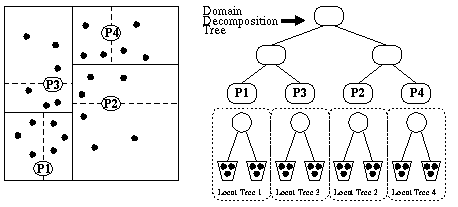 Domain
Decomposition
Tree
P4
P3
P2
P1
P1 P3 P2 P4
Local Tree 1 Local Tree 3 Local Tree 2 Local Tree 4